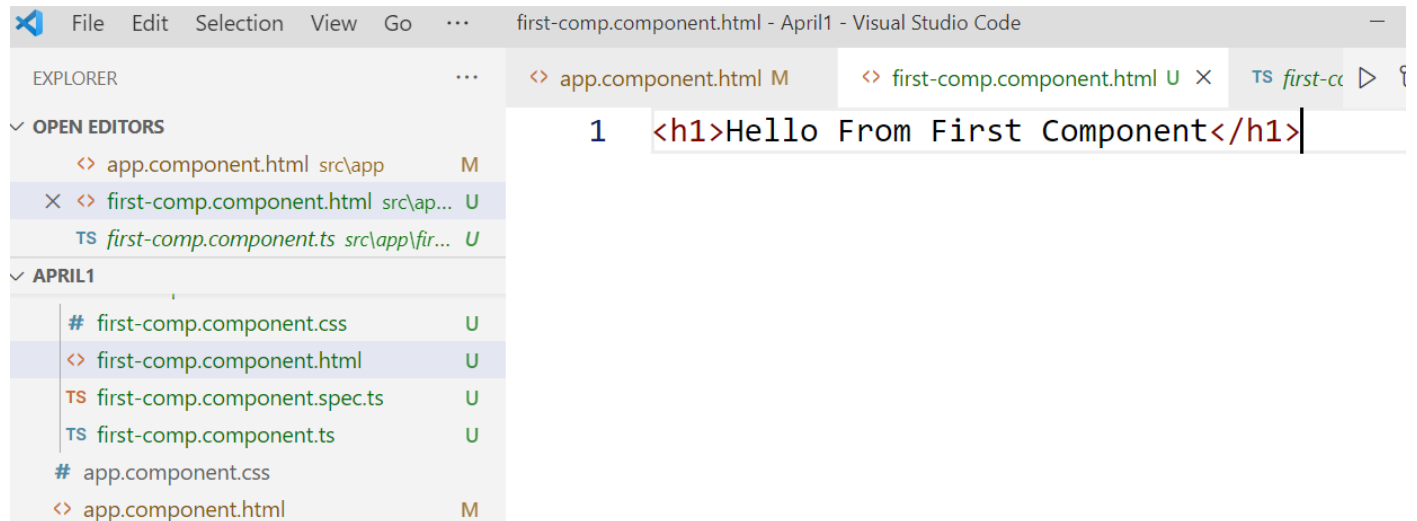 File Edit Selection View Go ··· first-comp.component.html - April1 - Visual Studio Code
EXPLORER ···
OPEN EDITORS
<> app.component.html src\app M
<> first-comp.component.html src\ap... U
TS first-comp.component.ts src\app\fir... U
APRIL1
# first-comp.component.css U
<> first-comp.component.html U
TS first-comp.component.spec.ts U
TS first-comp.component.ts U
# app.component.css
<> app.component.html M
<> app.component.html M <> first-comp.component.html U TS first-cc
1 <h1>Hello From First Component</h1>